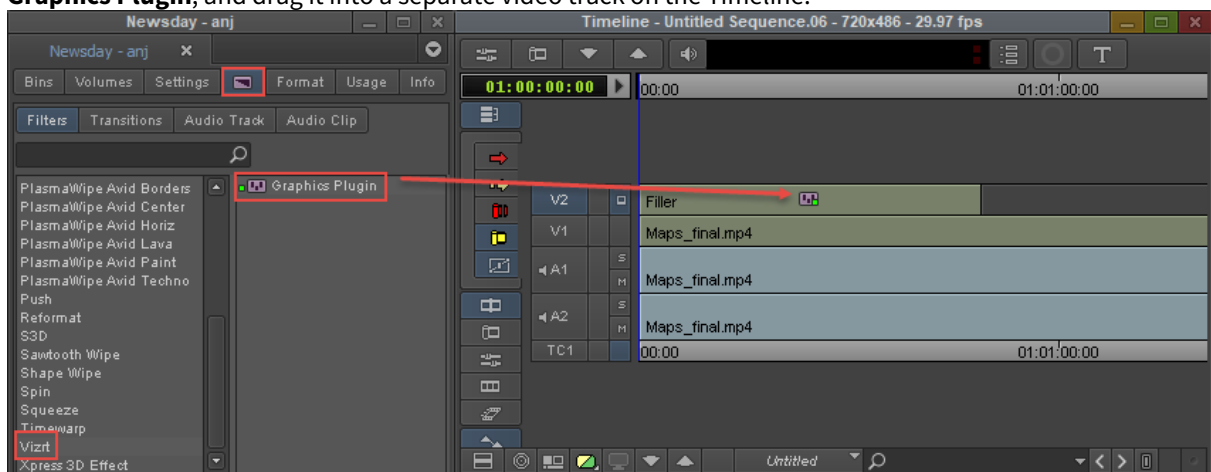 Graphics Plugin, and drag it into a separate video track on the Timeline.
Newsday - anj
Newsday - anj
Bins Volumes Settings Format Usage Info
Filters Transitions Audio Track Audio Clip
PlasmaWipe Avid Borders
PlasmaWipe Avid Center
PlasmaWipe Avid Horiz
PlasmaWipe Avid Lava
PlasmaWipe Avid Paint
PlasmaWipe Avid Techno
Push
Reformat
S3D
Sawtooth Wipe
Shape Wipe
Spin
Squeeze
Timewarp
Vizrt
Xpress 3D Effect
Graphics Plugin
Timeline - Untitled Sequence.06 - 720x486 - 29.97 fps
T
01:00:00:00 00:00 01:01:00:00
V2 Filler
V1 Maps_final.mp4
A1 S M Maps_final.mp4
A2 S M Maps_final.mp4
TC1 00:00 01:01:00:00
Untitled